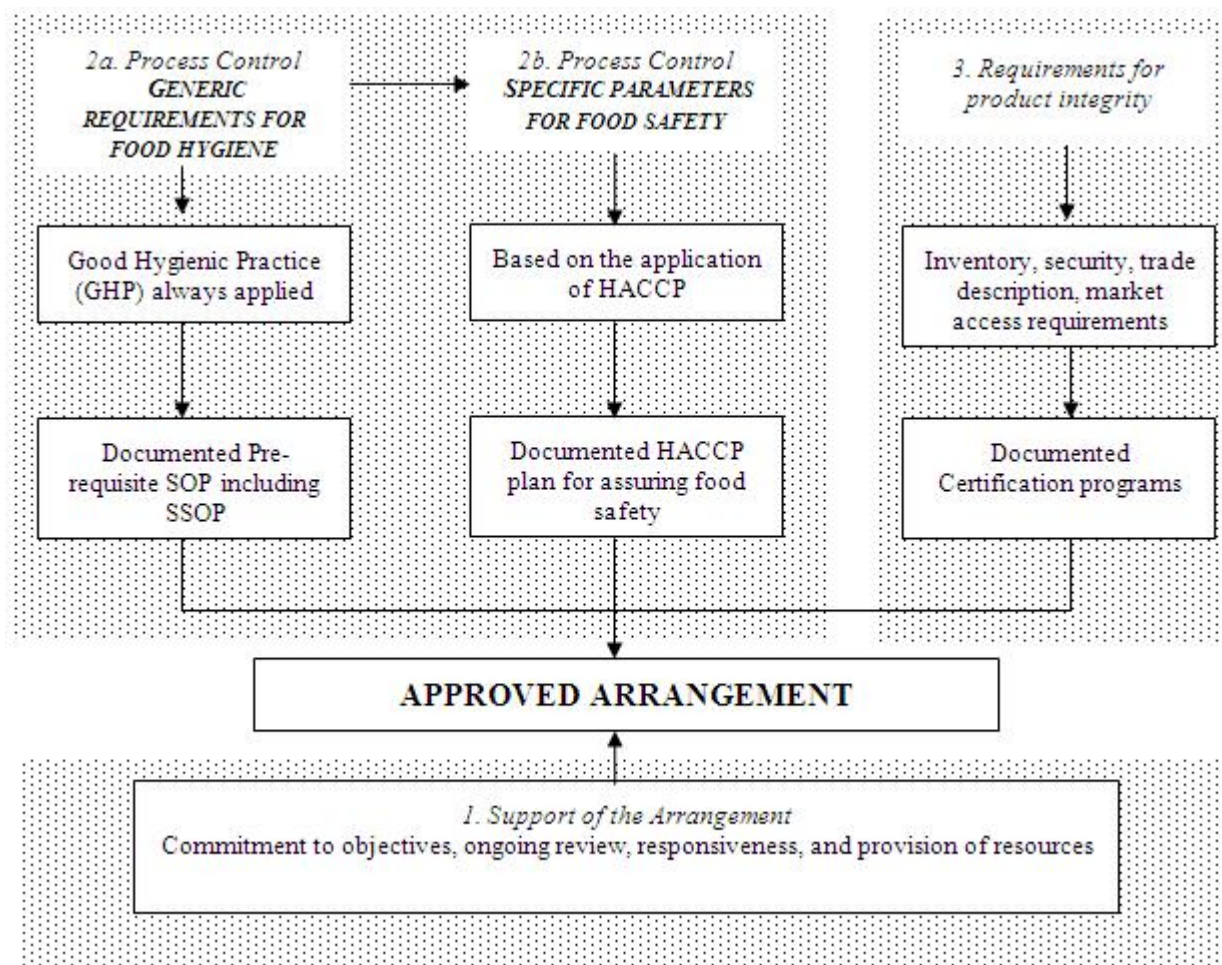 2a. Process Control
GENERIC
REQUIREMENTS FOR
FOOD HYGIENE
2b. Process Control
SPECIFIC PARAMETERS
FOR FOOD SAFETY
3. Requirements for
product integrity
Good Hygienic Practice
(GHP) always applied
Based on the application
of HACCP
Inventory, security, trade
description, market
access requirements
Documented Pre-
requisite SOP including
SSOP
Documented HACCP
plan for assuring food
safety
Documented
Certification programs
APPROVED ARRANGEMENT
1. Support of the Arrangement
Commitment to objectives, ongoing review, responsiveness, and provision of resources